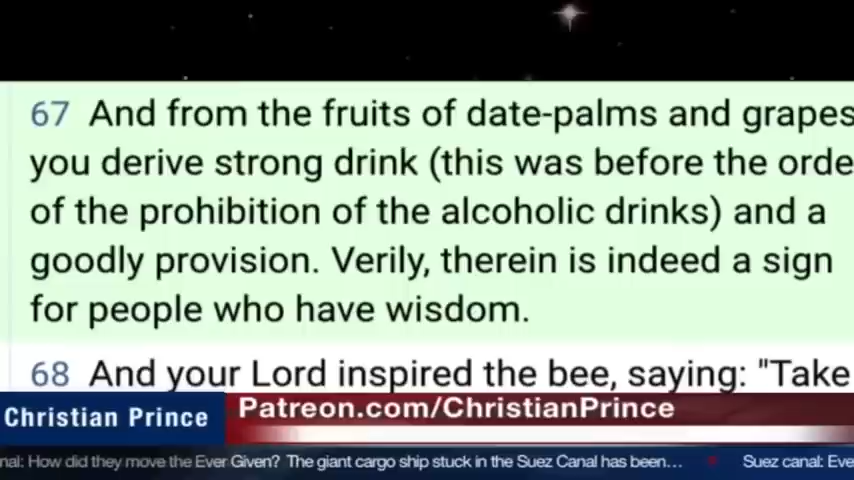 67 And from the fruits of date-palms and grapes
you derive strong drink (this was before the orde
of the prohibition of the alcoholic drinks) and a
goodly provision. Verily, therein is indeed a sign
for people who have wisdom.
68 And your Lord inspired the bee, saying: "Take
Christian Prince
Patreon.com/ChristianPrince
nal: How did they move the Ever Given? The giant cargo ship stuck in the Suez Canal has been... Suez canal: Eve